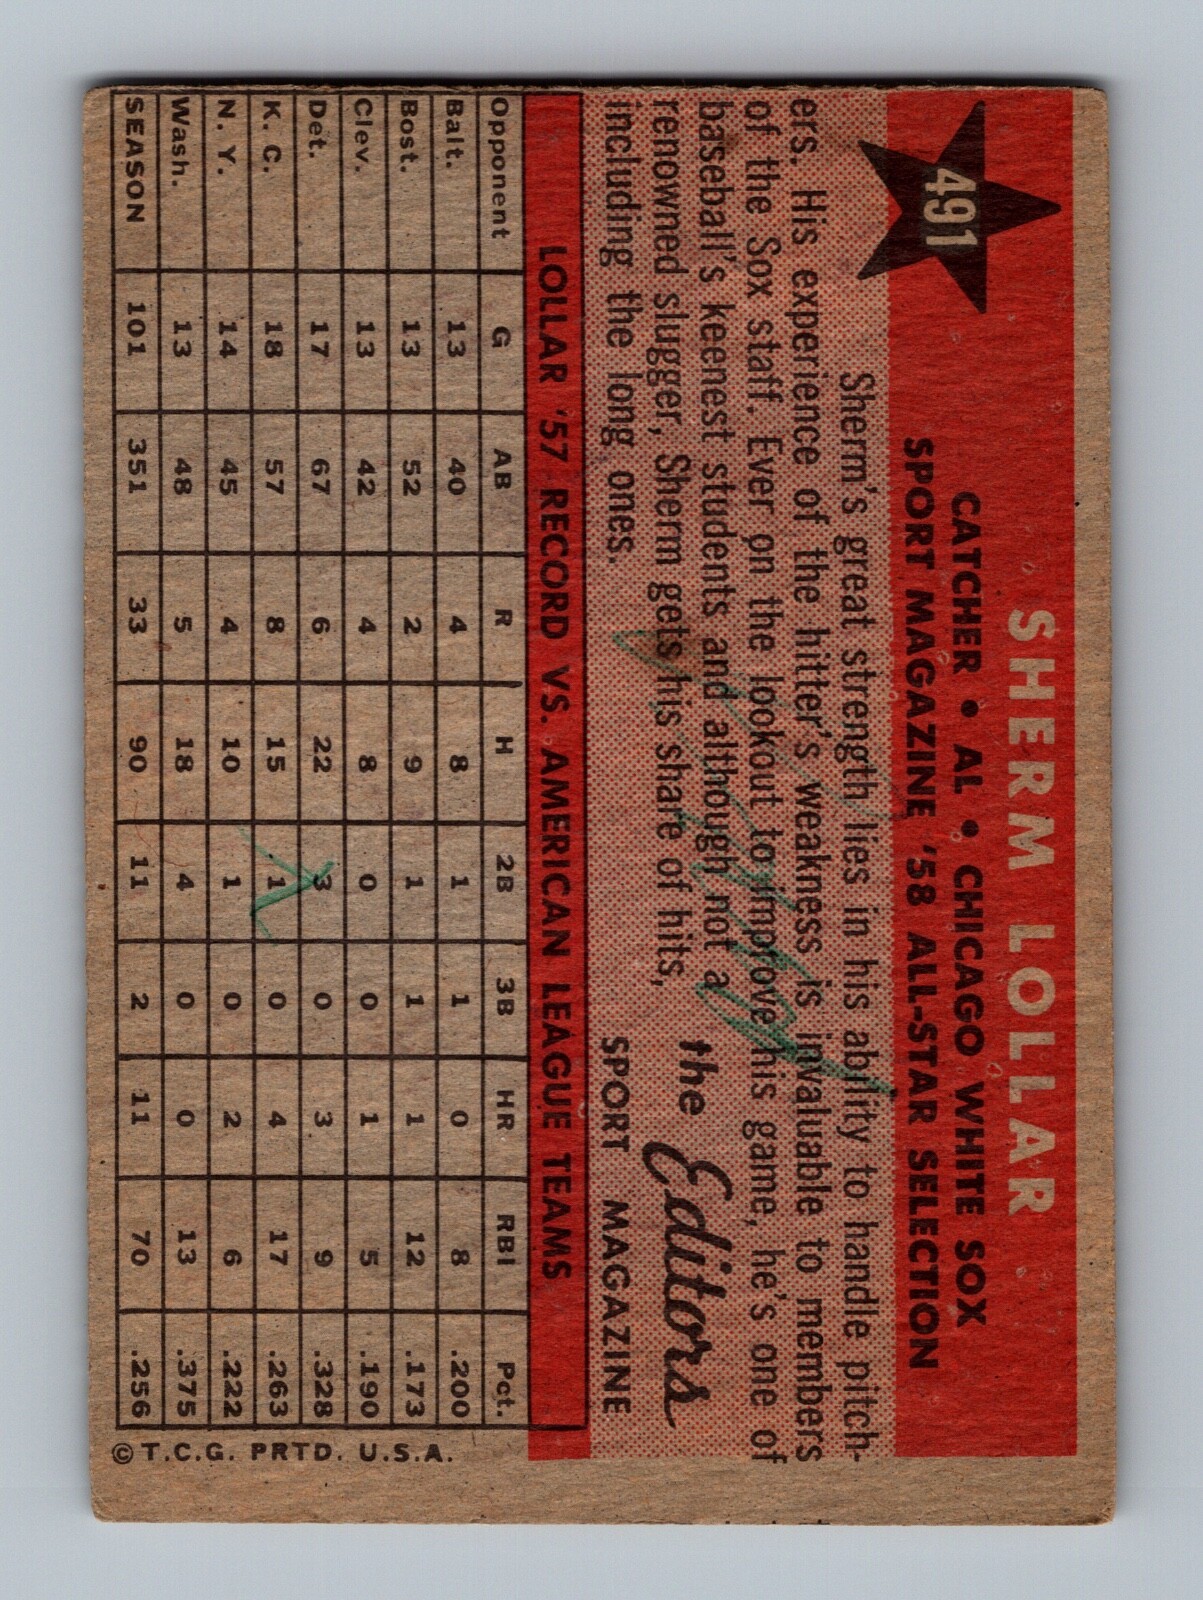 491
SHERM LOLLAR
CATCHER • AL • CHICAGO WHITE SOX
SPORT MAGAZINE '58 ALL-STAR SELECTION
Sherm's great strength lies in his ability to handle pitch-
ers. His experience of the hitter's weakness is invaluable to members
of the Sox staff. Ever on the lookout to improve his game, he's one of
baseball's keenest students and although not a
renowned slugger, Sherm gets his share of hits,
including the long ones.
the Editors
SPORT MAGAZINE
LOLLAR '57 RECORD VS. AMERICAN LEAGUE TEAMS
Opponent G AB R H 2B 3B HR RBI Pct.
Balt. 13 40 4 8 1 1 0 8 .200
Bost. 13 52 2 9 1 1 1 12 .173
Clev. 13 42 4 8 0 0 1 5 .190
Det. 17 67 6 22 3 0 3 9 .328
K. C. 18 57 8 15 1 0 4 17 .263
N. Y. 14 45 4 10 1 0 2 6 .222
Wash. 13 48 5 18 4 0 0 13 .375
SEASON 101 351 33 90 11 2 11 70 .256
© T.C.G. PRTD. U.S.A.